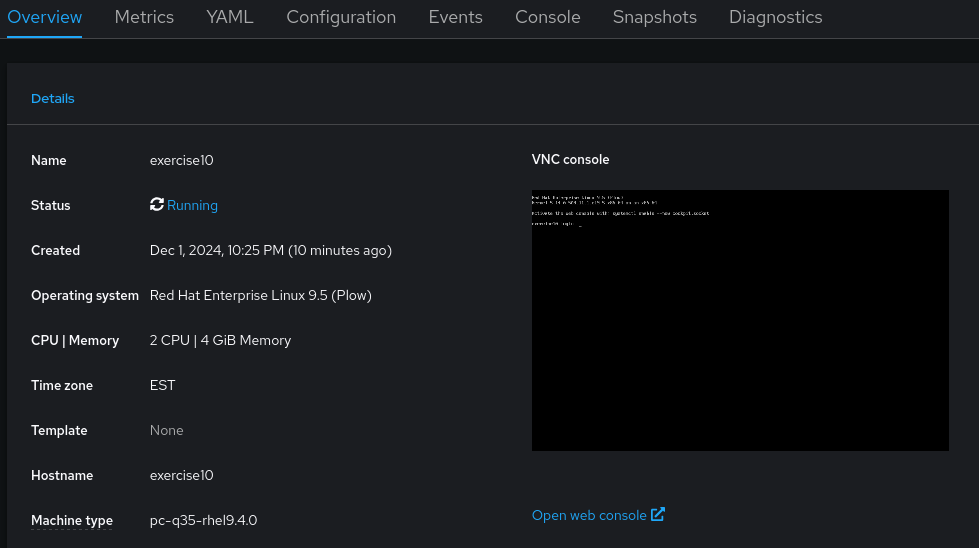 Overview Metrics YAML Configuration Events Console Snapshots Diagnostics
Details
Name exercise10
Status Running
Created Dec 1, 2024, 10:25 PM (10 minutes ago)
Operating system Red Hat Enterprise Linux 9.5 (Plow)
CPU | Memory 2 CPU | 4 GiB Memory
Time zone EST
Template None
Hostname exercise10
Machine type pc-q35-rhel9.4.0
VNC console
Red Hat Enterprise Linux 9.5 (Plow)
Activate the web console with: systemctl enable --now cockpit.socket
exercise10 login: _
Open web console